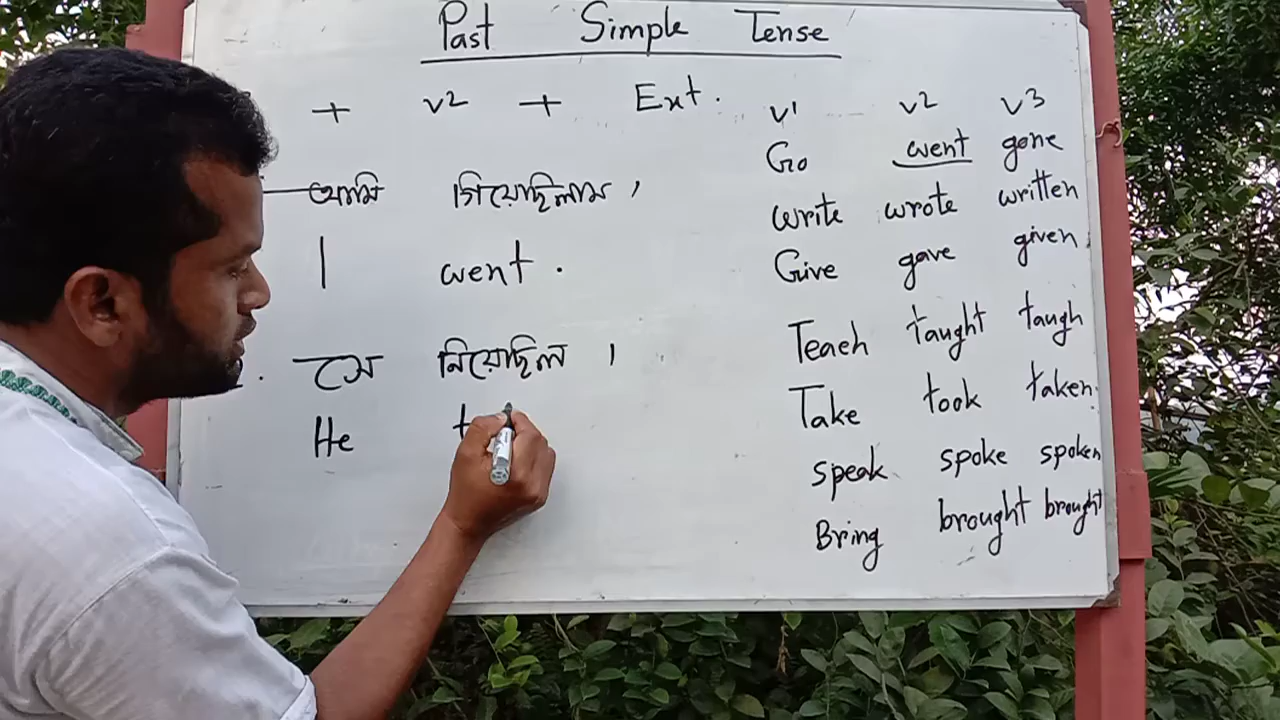 Past Simple Tense
+ v2 + Ext.
v1 v2 v3
Go went gone
আমি গিয়েছিলাম।
write wrote written
I went.
Give gave given
Teach taught taugh
সে নিয়েছিল।
Take took taken.
He t
speak spoke spoken
Bring brought brought